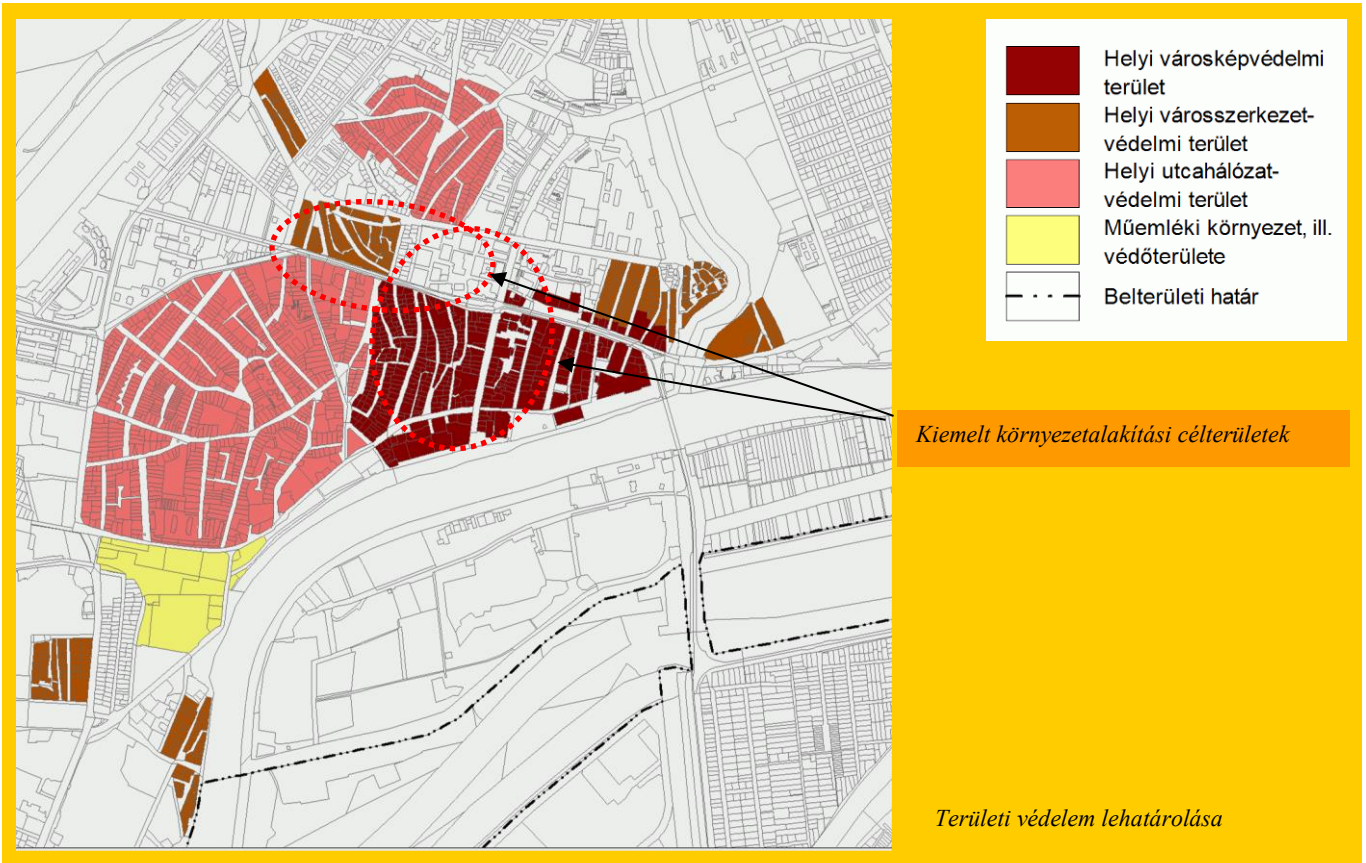 Helyi városképvédelmi
terület
Helyi városszerkezet-
védelmi terület
Helyi utcahálózat-
védelmi terület
Műemléki környezet, ill.
védőterülete
Belterületi határ
Kiemelt környezetalakítási célterületek
Területi védelem lehatárolása